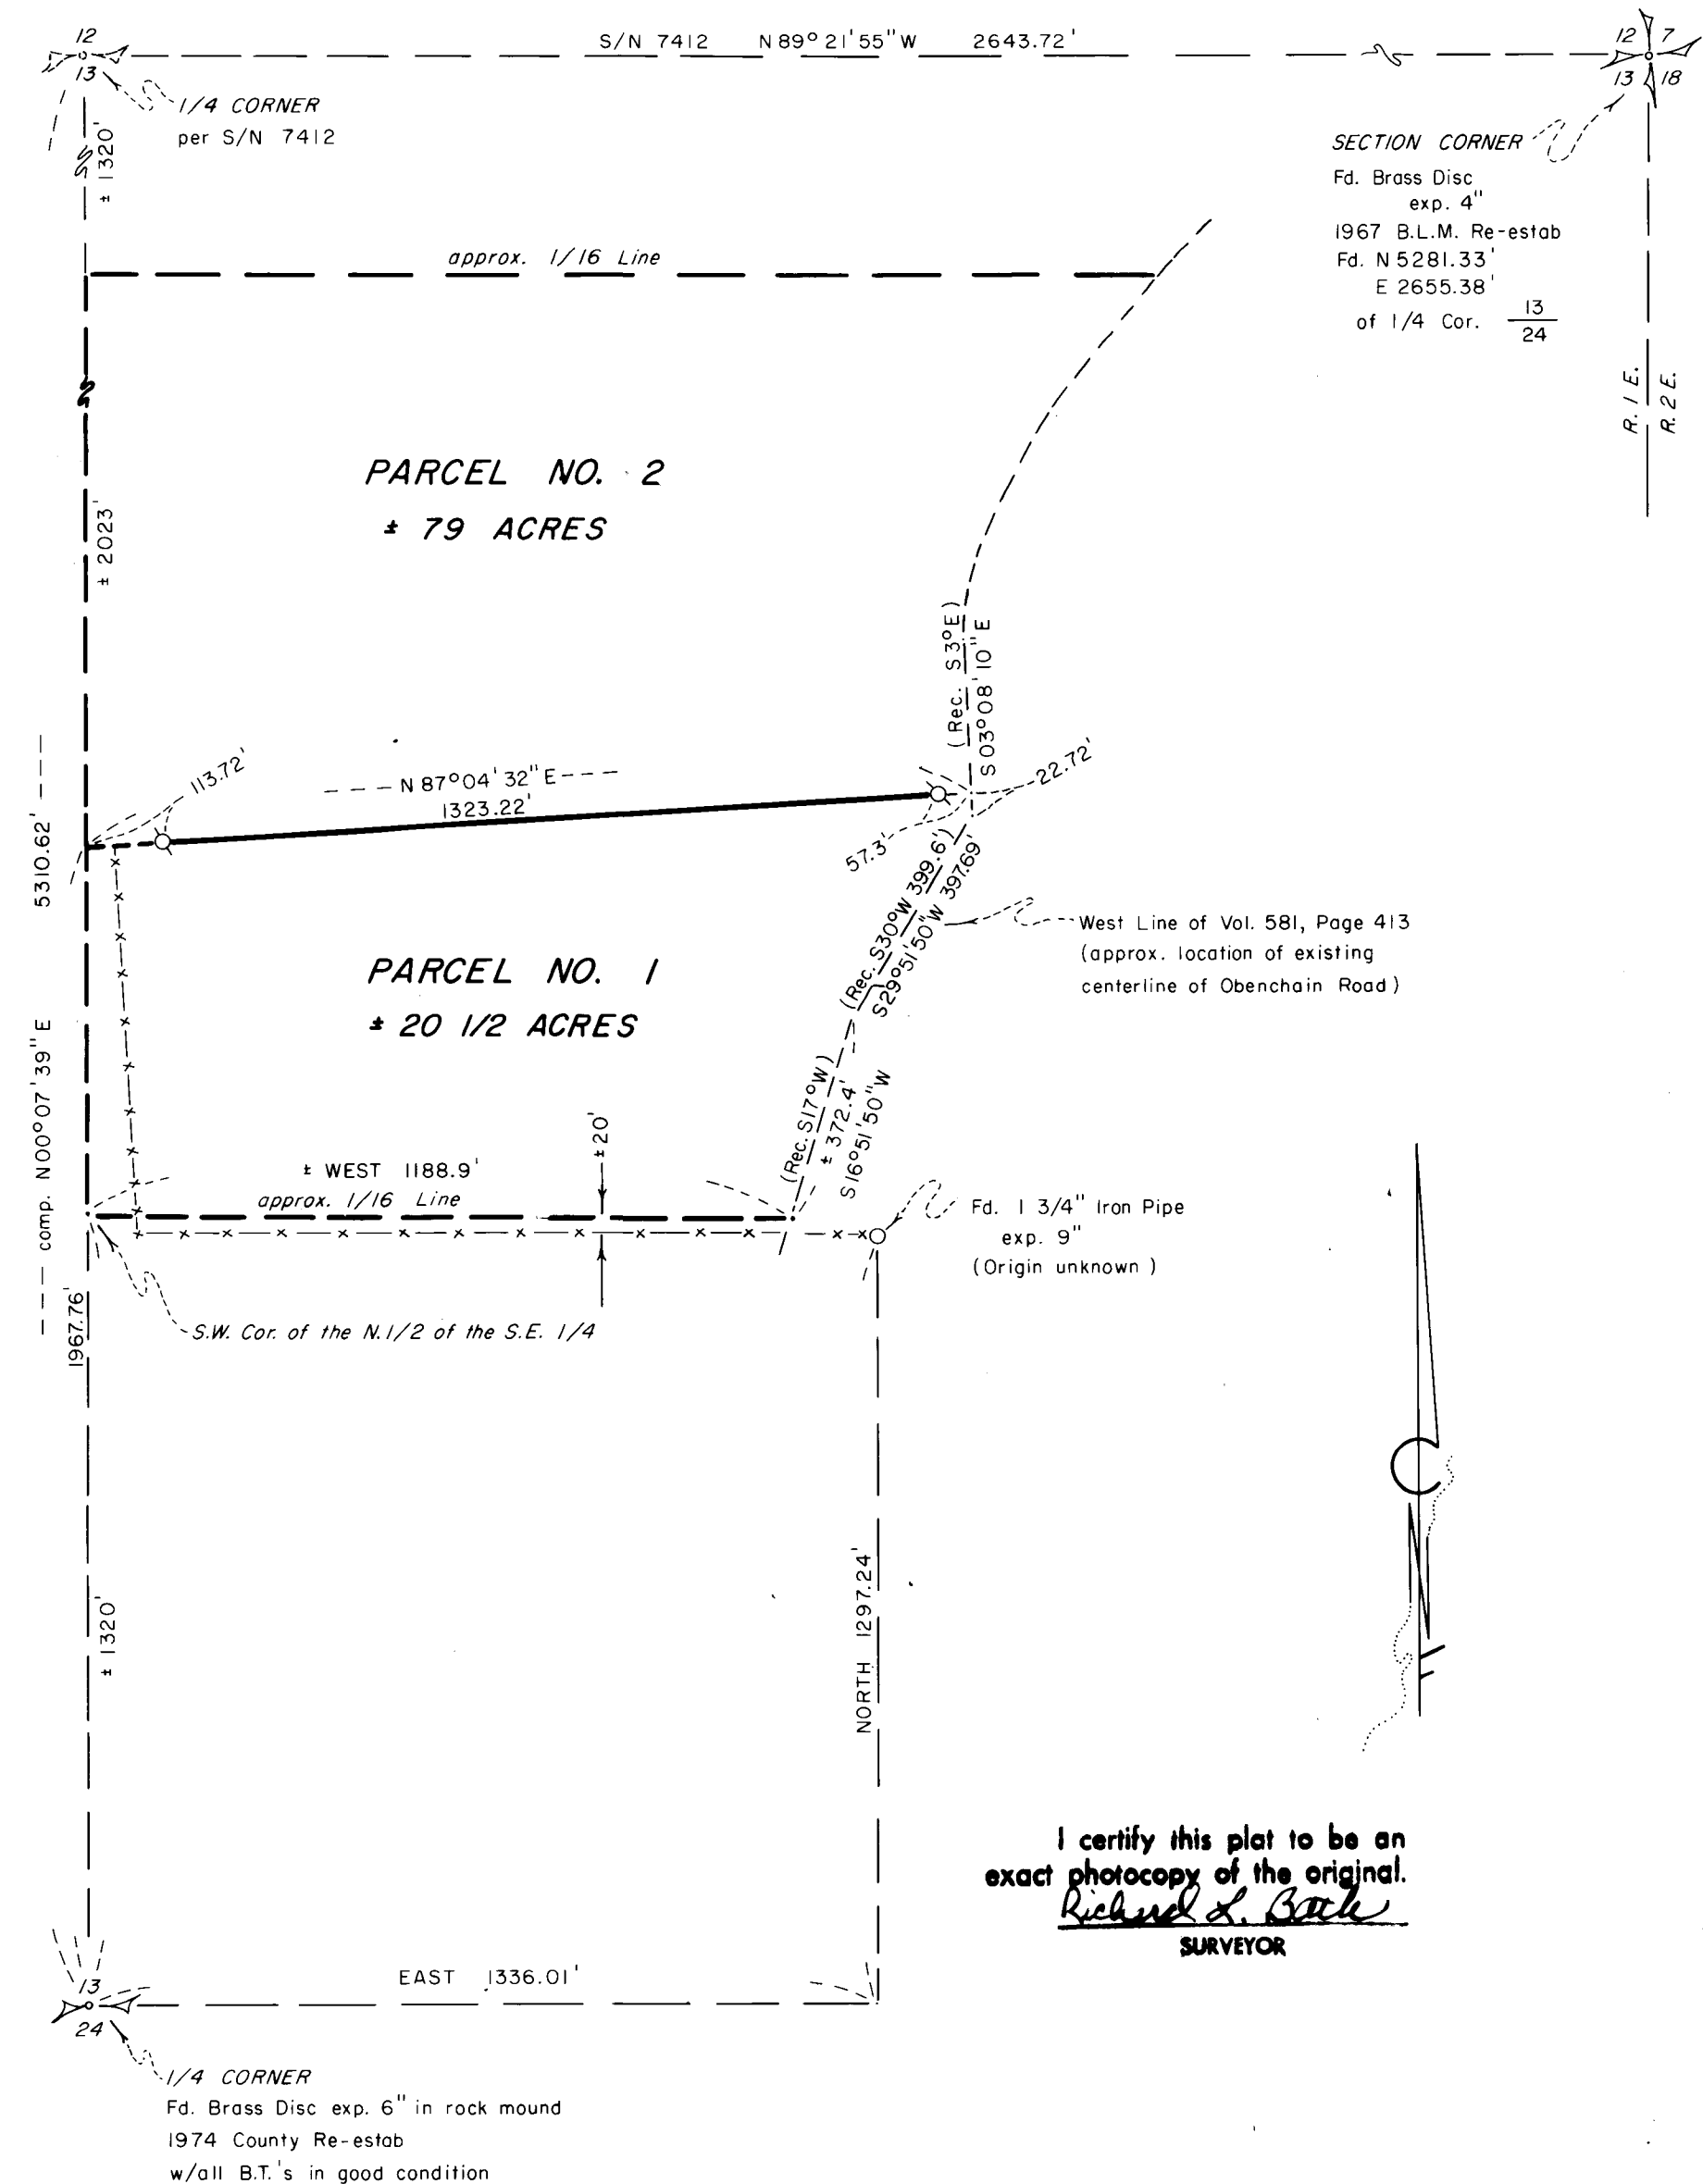 12
13
S/N 7412 N 89° 21' 55" W 2643.72'
12 7
13 18
1/4 CORNER
per S/N 7412
± 1320'
SECTION CORNER
Fd. Brass Disc
exp. 4"
1967 B.L.M. Re-estab
Fd. N 5281.33'
E 2655.38'
of 1/4 Cor. 13
24
R. 1 E.
R. 2 E.
approx. 1/16 Line
PARCEL NO. 2
± 79 ACRES
± 2023'
(Rec. S 3° E)
S 03° 08' 10" E
113.72'
N 87° 04' 32" E
1323.22'
22.72'
57.3'
comp. N 00° 07' 39" E 5310.62'
(Rec. S 30° W 399.6')
S 29° 51' 50" W 397.69'
West Line of Vol. 581, Page 413
(approx. location of existing
centerline of Obenchain Road)
PARCEL NO. 1
± 20 1/2 ACRES
(Rec. S 17° W)
± 372.4'
S 16° 51' 50" W
± 20'
± WEST 1188.9'
approx. 1/16 Line
Fd. 1 3/4" Iron Pipe
exp. 9"
(Origin unknown)
S.W. Cor. of the N. 1/2 of the S.E. 1/4
1967.76'
± 1320'
NORTH 1297.24'
N
I certify this plat to be an
exact photocopy of the original.
Richard L. Bach
SURVEYOR
EAST 1336.01'
13
24
1/4 CORNER
Fd. Brass Disc exp. 6" in rock mound
1974 County Re-estab
w/all B.T.'s in good condition